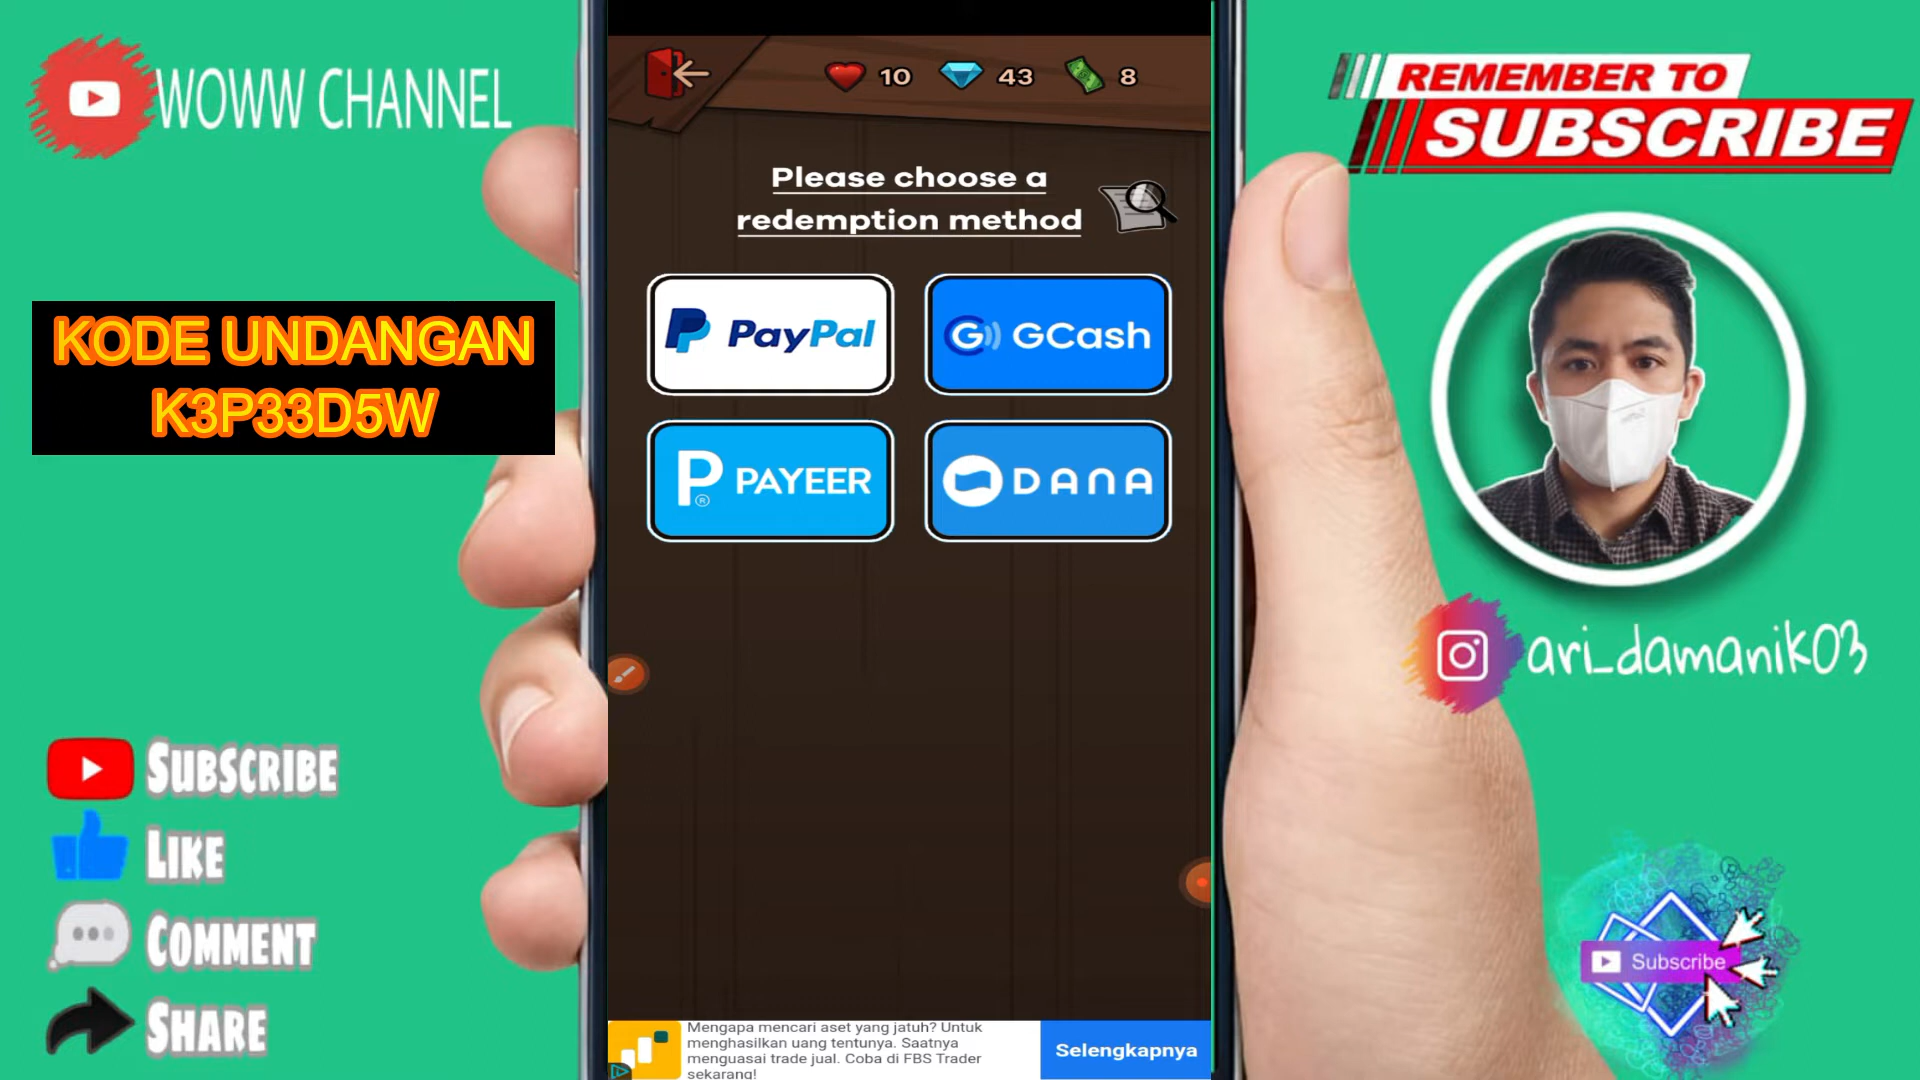 WOWW CHANNEL
KODE UNDANGAN
K3P33D5W
SUBSCRIBE
LIKE
COMMENT
SHARE
10
43
8
Please choose a
redemption method
PayPal
GCash
PAYEER
DANA
Mengapa mencari aset yang jatuh? Untuk
menghasilkan uang tentunya. Saatnya
menguasai trade jual. Coba di FBS Trader
sekarang!
Selengkapnya
REMEMBER TO
SUBSCRIBE
ari_damanik03
Subscribe